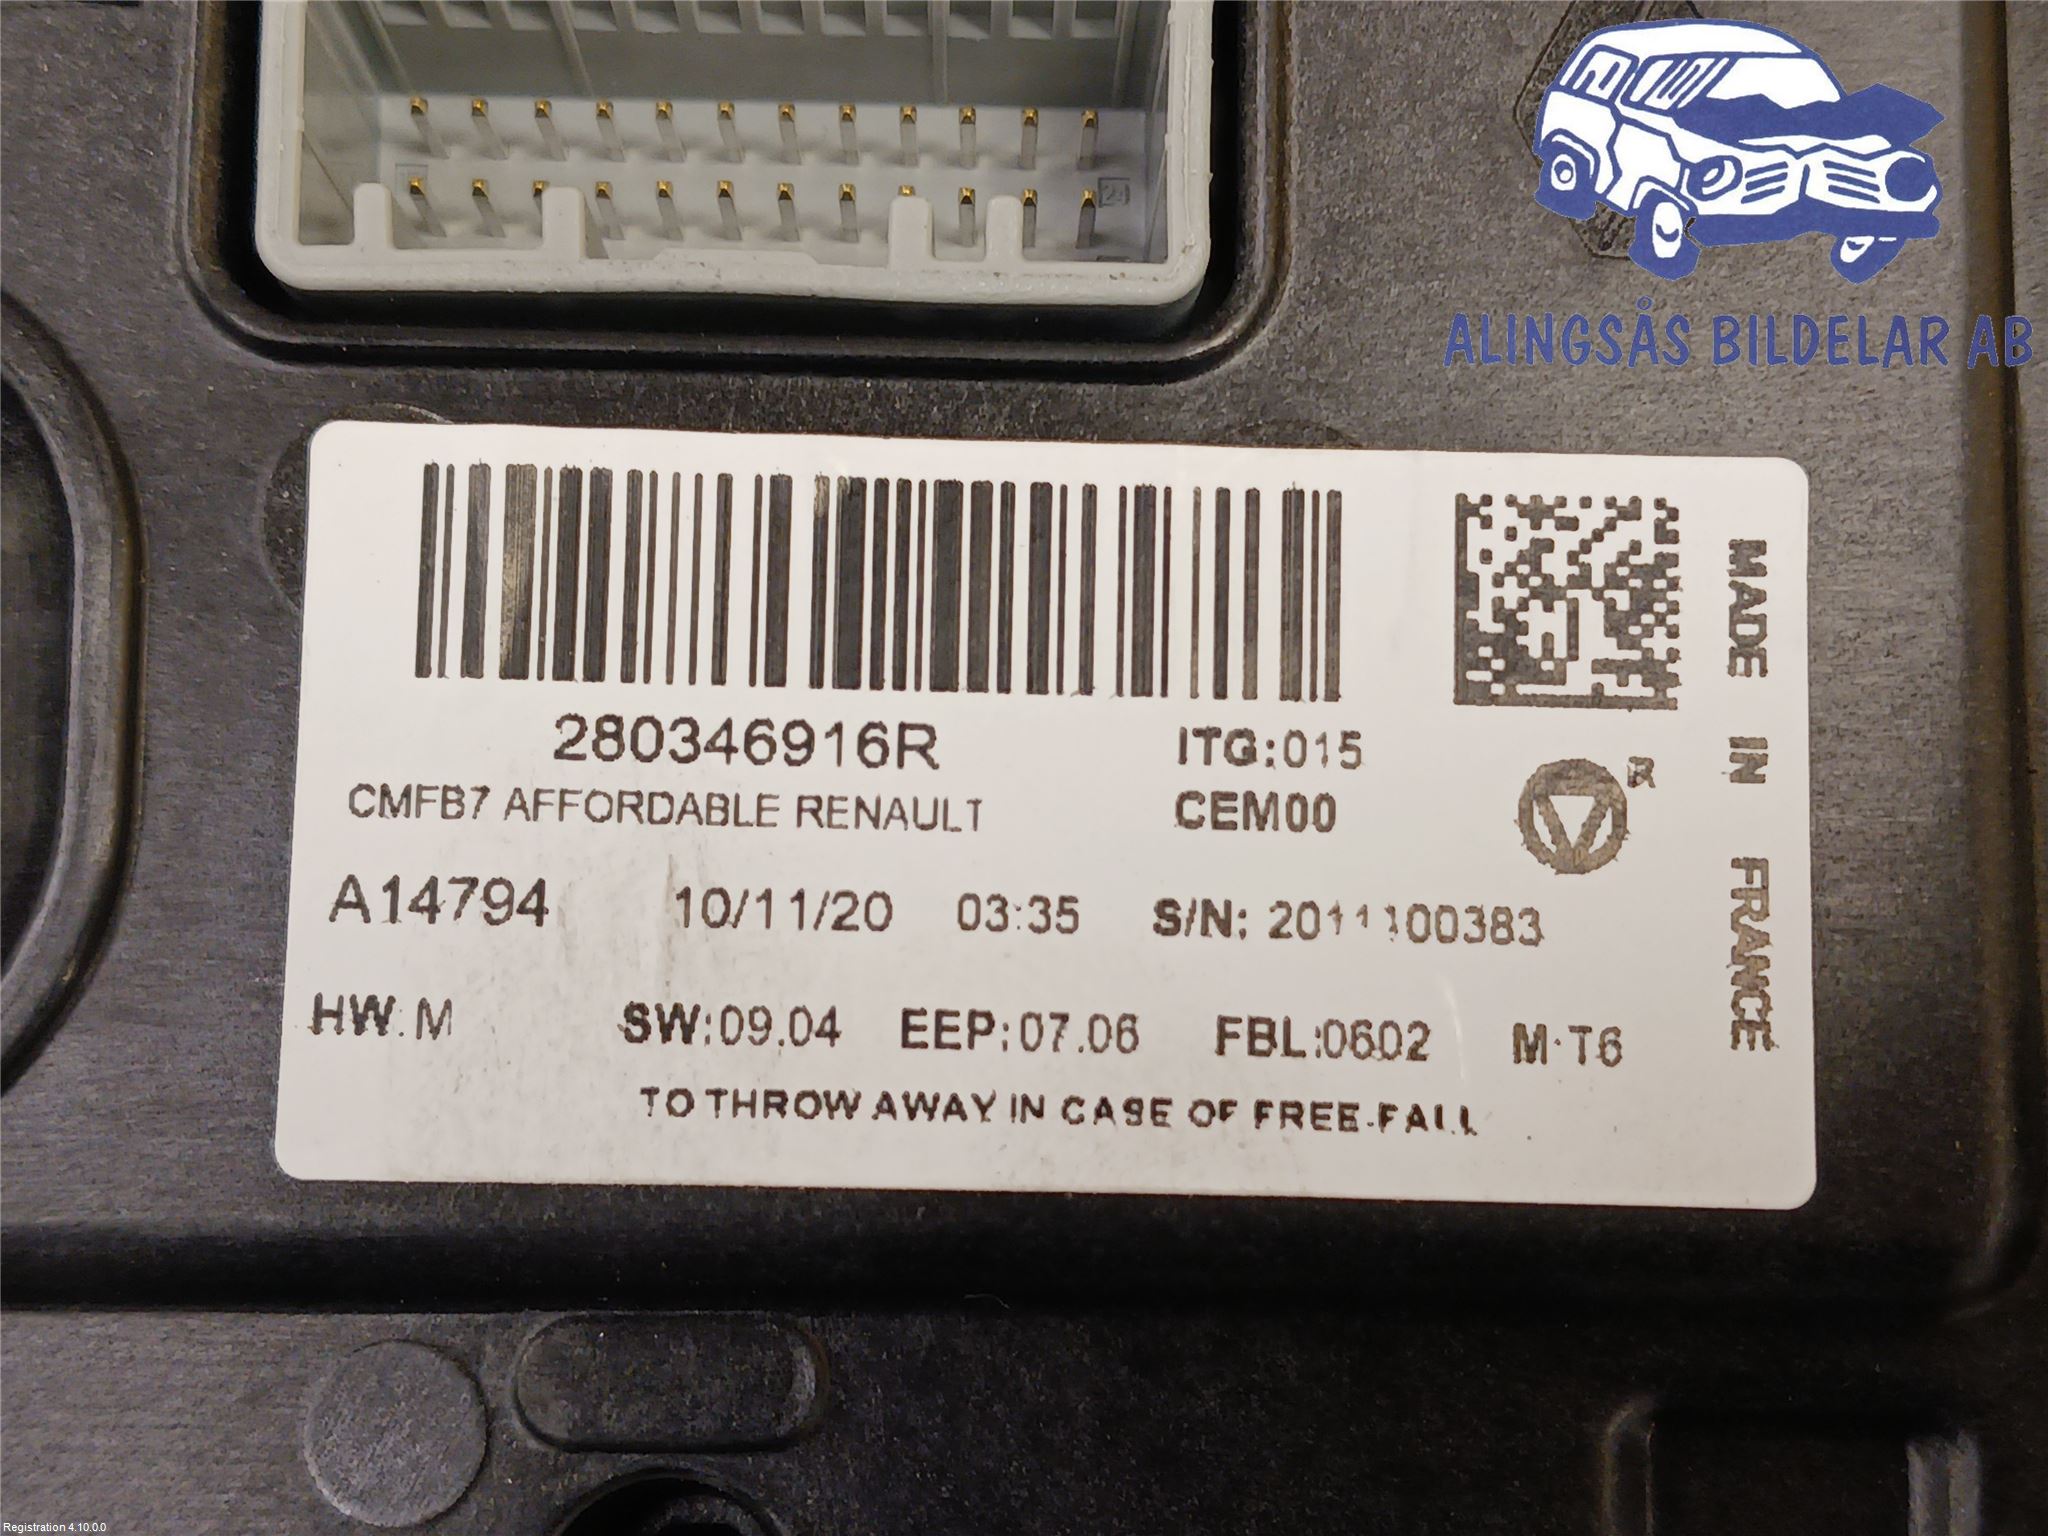 24
ALINGSÅS BILDELAR AB
280346916R
ITG:015
CMFB7 AFFORDABLE RENAULT
CEM00
R
A14794 10/11/20 03:35 S/N:
HW.M SW:09.04 EEP:07.06 FBL:0602 M·T6
TO THROW AWAY IN CASE OF FREE-FALL
MADE IN FRANCE
Registration 4.10.0.0